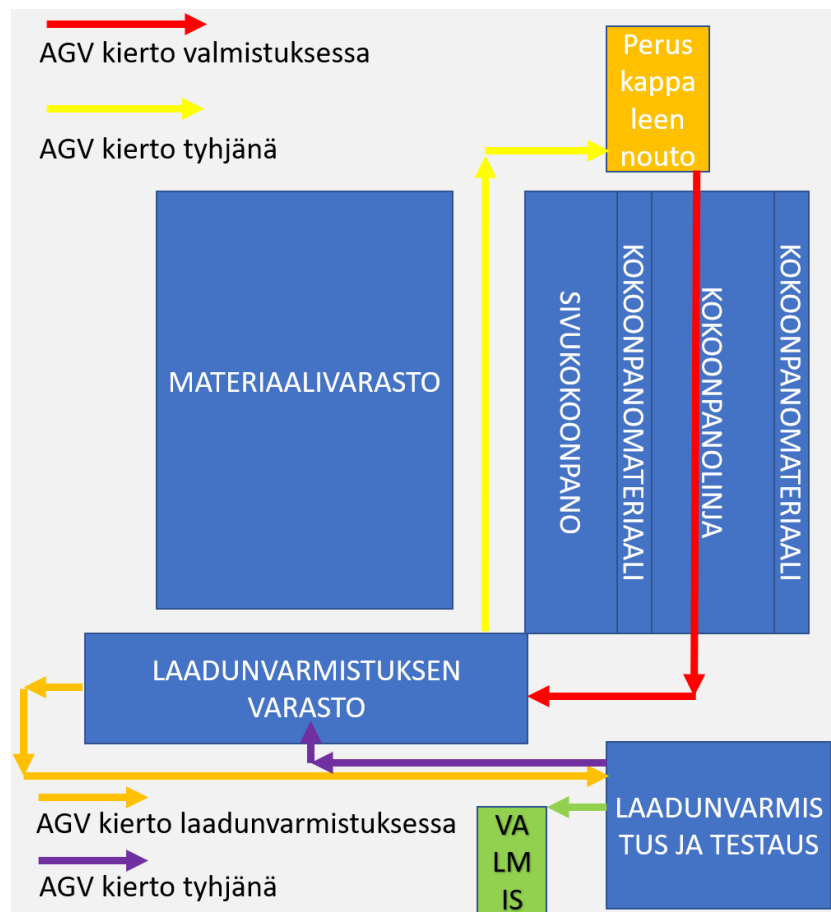 AGV kierto valmistuksessa
AGV kierto tyhjänä
Perus
kappa
leen
nouto
MATERIAALIVARASTO
SIVUKOKOONPANO
KOKOONPANOMATERIAALI
KOKOONPANOLINJA
KOKOONPANOMATERIAALI
LAADUNVARMISTUKSEN
VARASTO
AGV kierto laadunvarmistuksessa
AGV kierto tyhjänä
VA
LM
IS
LAADUNVARMIS
TUS JA TESTAUS